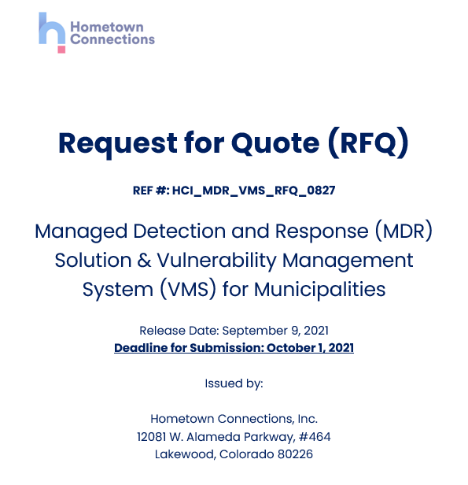 Hometown
Connections
Request for Quote (RFQ)
REF #: HCI_MDR_VMS_RFQ_0827
Managed Detection and Response (MDR)
Solution & Vulnerability Management
System (VMS) for Municipalities
Release Date: September 9, 2021
Deadline for Submission: October 1, 2021
Issued by:
Hometown Connections, Inc.
12081 W. Alameda Parkway, #464
Lakewood, Colorado 80226